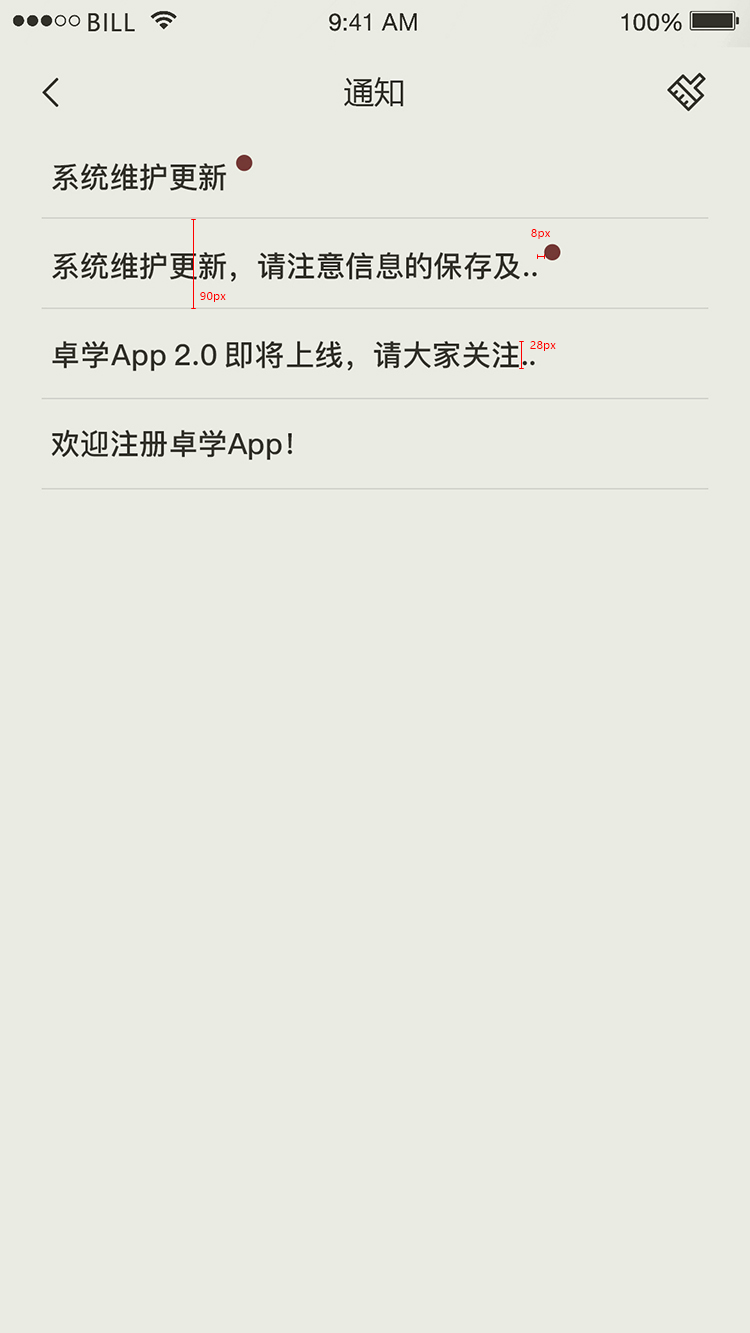 BILL 9:41 AM 100%
通知
系统维护更新
8px
系统维护更新，请注意信息的保存及..
90px
卓学App 2.0 即将上线，请大家关注..
28px
欢迎注册卓学App！